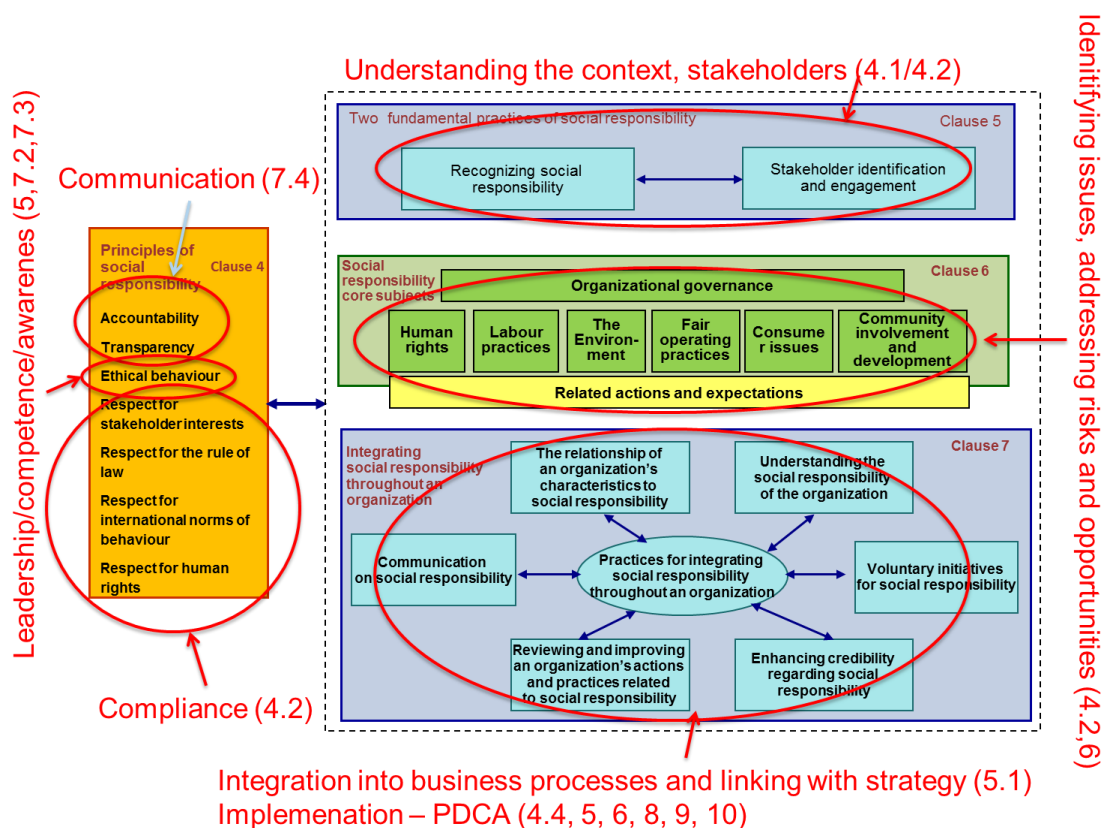 Understanding the context, stakeholders (4.1/4.2)
Idenitifying issues, addressing risks and opportunities (4.2,6)
Leadership/competence/awarenes (5,7.2,7.3)
Communication (7.4)
Two fundamental practices of social responsibility
Clause 5
Recognizing social
responsibility
Stakeholder identification
and engagement
Principles of
social
responsibility
Clause 4
Accountability
Transparency
Ethical behaviour
Respect for
stakeholder interests
Respect for the rule of
law
Respect for
international norms of
behaviour
Respect for human
rights
Compliance (4.2)
Social
responsibility
core subjects
Clause 6
Organizational governance
Human
rights
Labour
practices
The
Environ-
ment
Fair
operating
practices
Consume
r issues
Community
involvement
and
development
Related actions and expectations
Integrating
social responsibility
throughout an
organization
Clause 7
The relationship of
an organization's
characteristics to
social responsibility
Understanding the
social responsibility
of the organization
Communication
on social responsibility
Practices for integrating
social responsibility
throughout an organization
Voluntary initiatives
for social responsibility
Reviewing and improving
an organization's actions
and practices related
to social responsibility
Enhancing credibility
regarding social
responsibility
Integration into business processes and linking with strategy (5.1)
Implemenation – PDCA (4.4, 5, 6, 8, 9, 10)